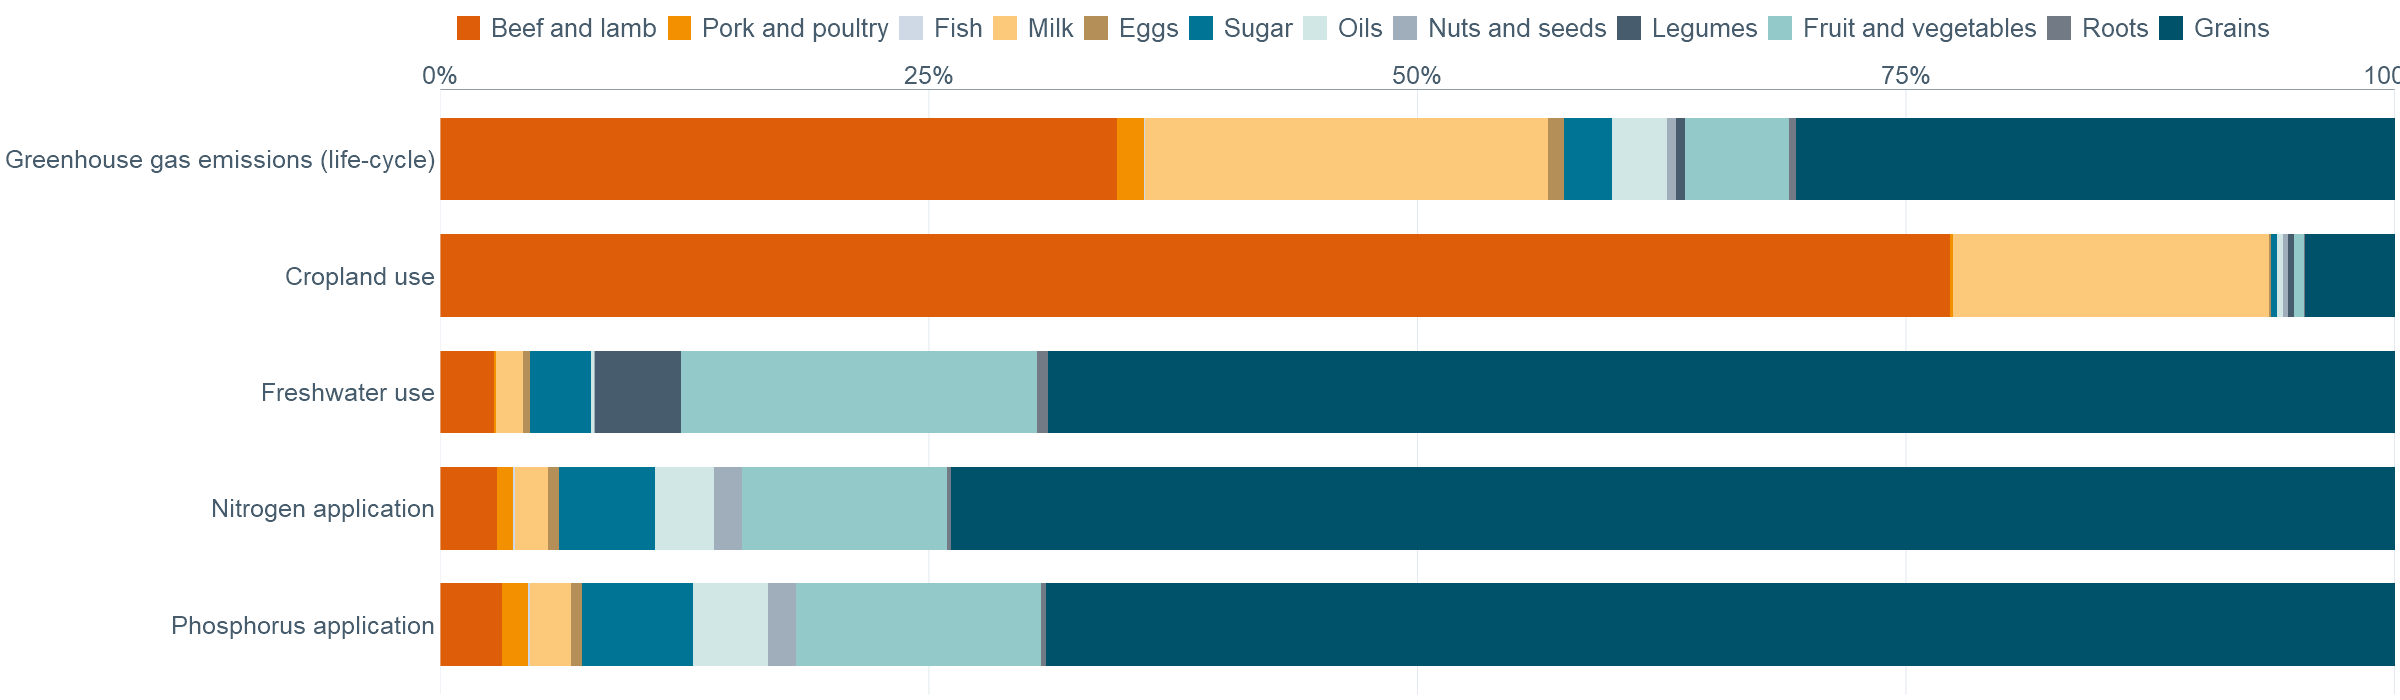 Beef and lamb Pork and poultry Fish Milk Eggs Sugar Oils Nuts and seeds Legumes Fruit and vegetables Roots Grains
0% 25% 50% 75% 100
Greenhouse gas emissions (life-cycle)
Cropland use
Freshwater use
Nitrogen application
Phosphorus application